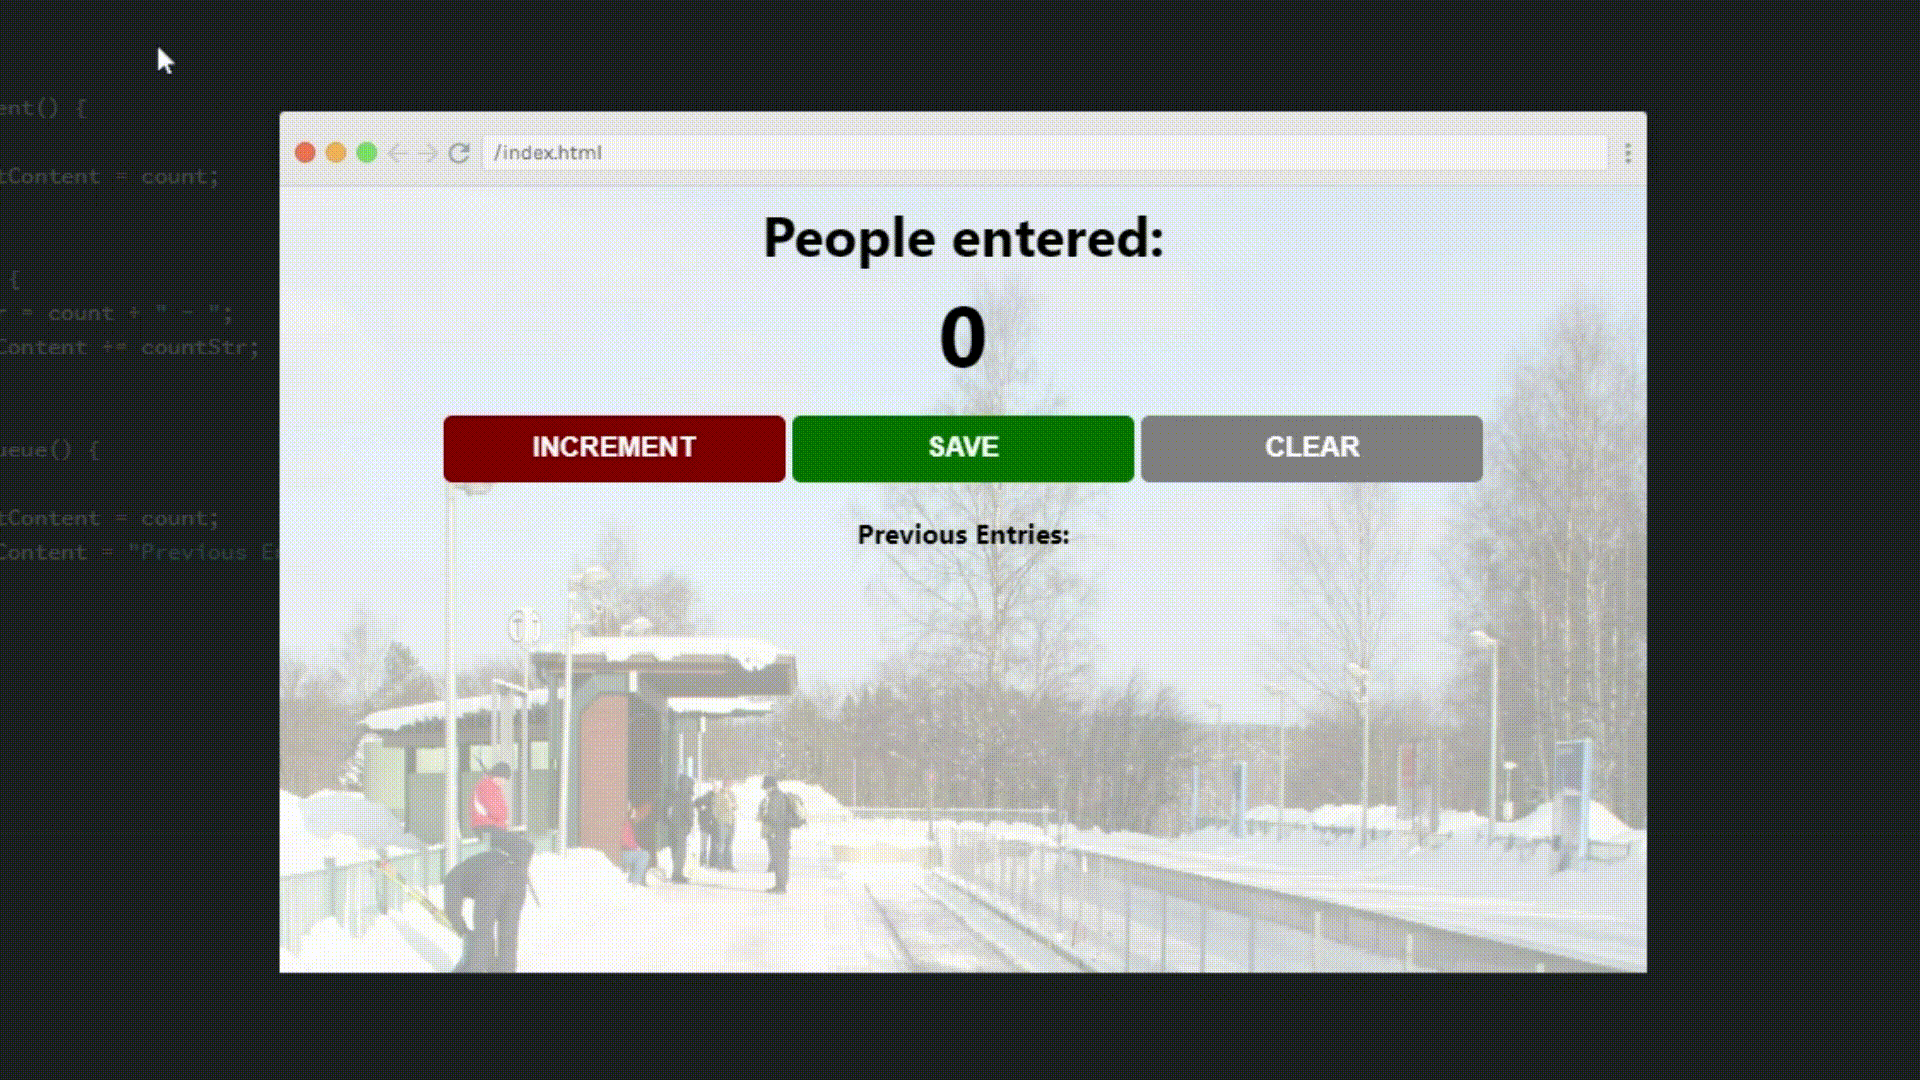 ent() {
tContent = count;
{
r = count + " - ";
Content += countStr;
ueue() {
tContent = count;
Content = "Previous En
/index.html
People entered:
0
INCREMENT
SAVE
CLEAR
Previous Entries:
T